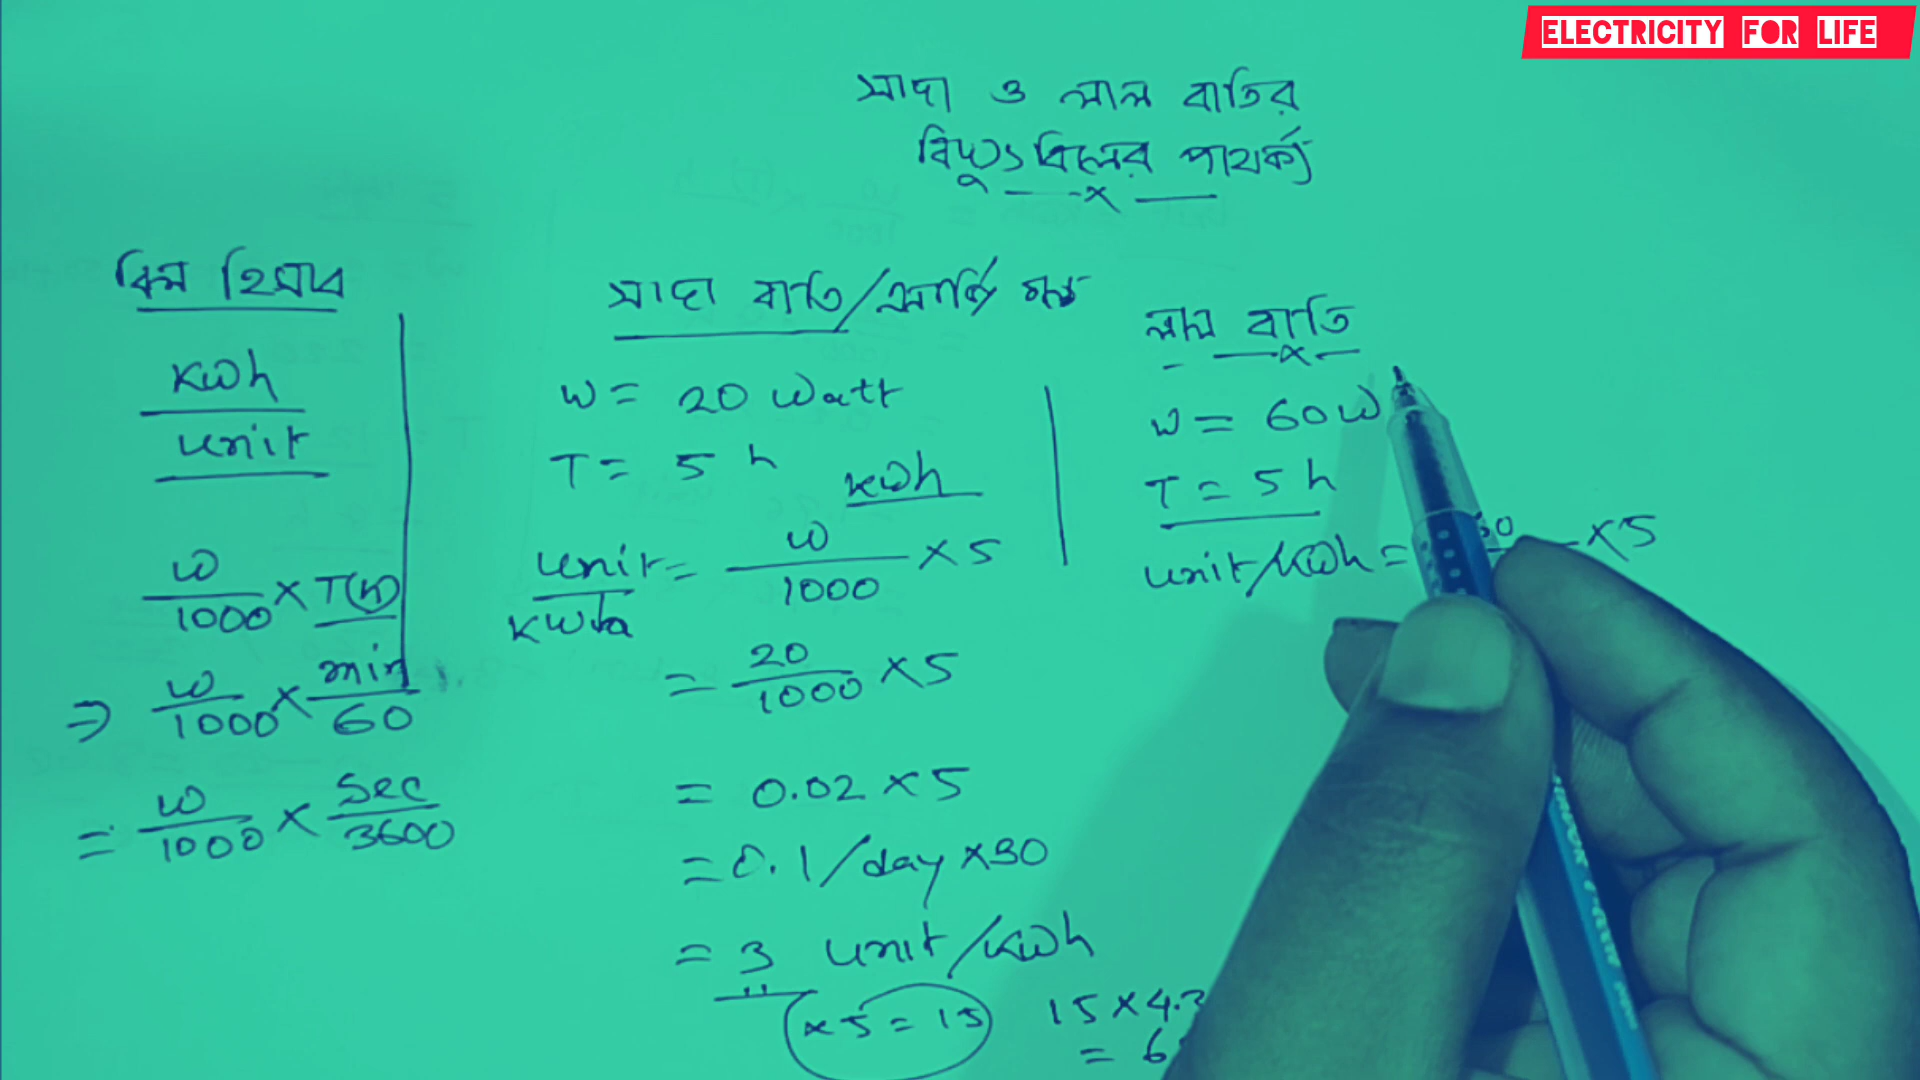 ELECTRICITY FOR LIFE
সাদা ও লাল বাতির
বিদ্যুৎ বিলের পার্থক্য
x
বিল হিসাব
kwh
unit
w/1000 × T(h)
⇒ w/1000 × min/60
= w/1000 × Sec/3600
সাদা বাতি/এনার্জি
W = 20 Watt
T = 5 h
kwh
unit = w/1000 × 5
= 20/1000 × 5
= 0.02 × 5
= 0.1/day × 30
= 3 unit/kwh
× 5 = 15
15 × 4.
= 6
লাল বাতি
x
W = 60W
T = 5 h
unit/kwh = × 5